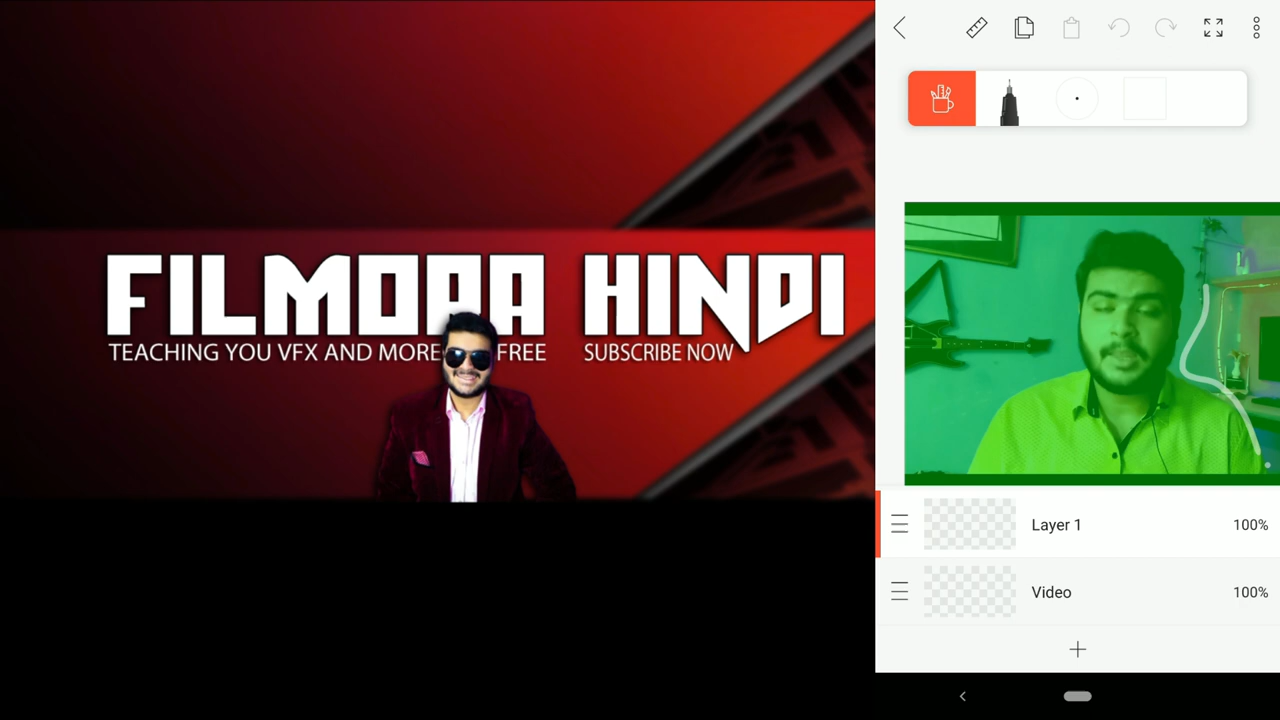 FILMORA HINDI
TEACHING YOU VFX AND MORE FREE SUBSCRIBE NOW
Layer 1 100%
Video 100%